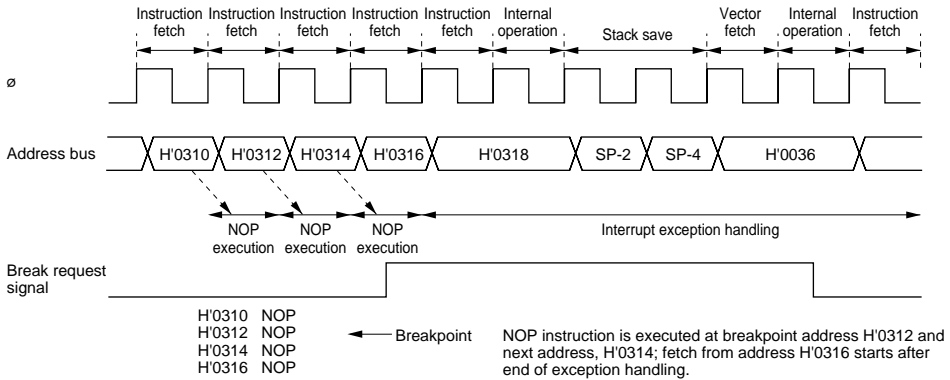 Instruction fetch
Instruction fetch
Instruction fetch
Instruction fetch
Instruction fetch
Internal operation
Stack save
Vector fetch
Internal operation
Instruction fetch
ø
Address bus
H'0310
H'0312
H'0314
H'0316
H'0318
SP-2
SP-4
H'0036
NOP execution
NOP execution
NOP execution
Interrupt exception handling
Break request
signal
H'0310 NOP
H'0312 NOP
H'0314 NOP
H'0316 NOP
Breakpoint
NOP instruction is executed at breakpoint address H'0312 and
next address, H'0314; fetch from address H'0316 starts after
end of exception handling.